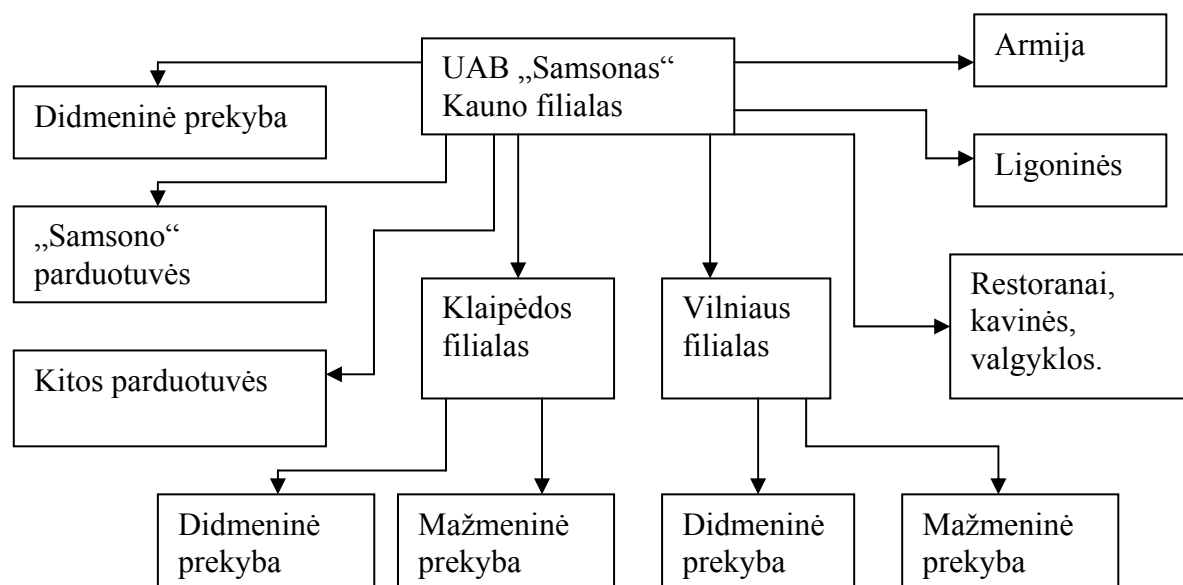 UAB „Samsonas“
Kauno filialas
Armija
Didmeninė prekyba
Ligoninės
„Samsono“
parduotuvės
Klaipėdos
filialas
Vilniaus
filialas
Restoranai,
kavinės,
valgyklos.
Kitos parduotuvės
Didmeninė
prekyba
Mažmeninė
prekyba
Didmeninė
prekyba
Mažmeninė
prekyba